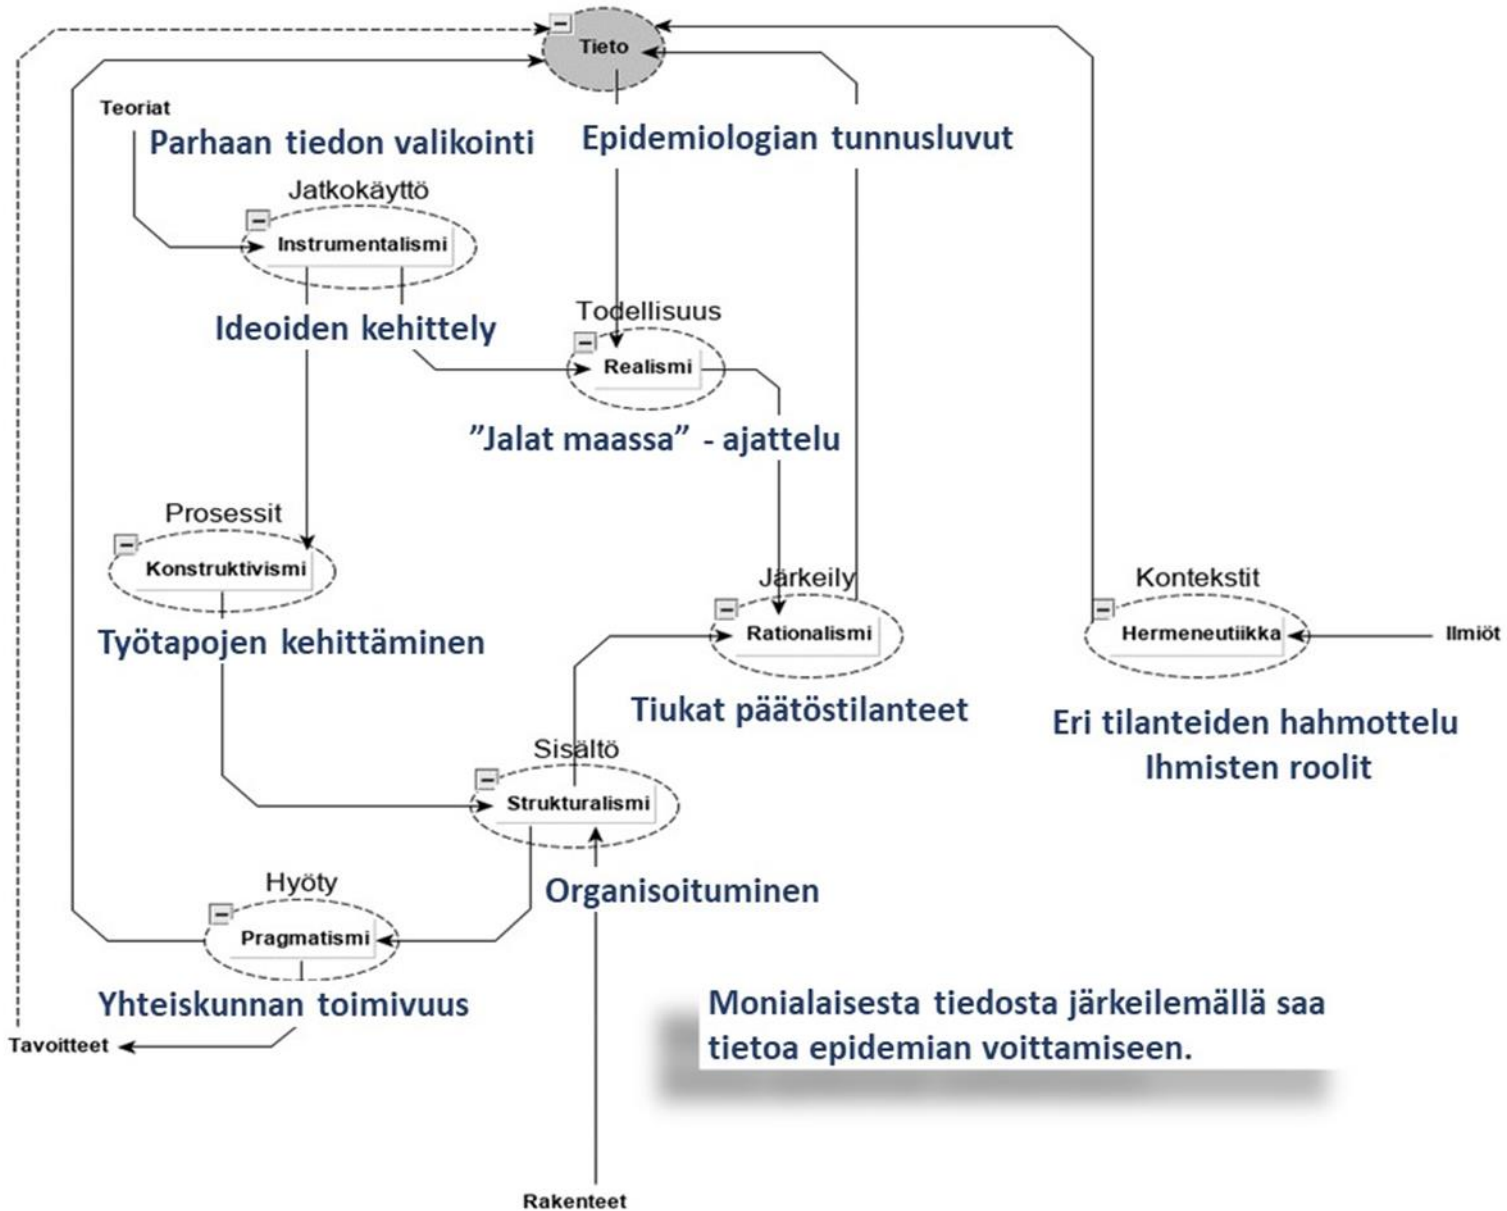 Tieto
Teoriat
Parhaan tiedon valikointi
Epidemiologian tunnusluvut
Jatkokäyttö
Instrumentalismi
Ideoiden kehittely
Todellisuus
Realismi
”Jalat maassa” - ajattelu
Prosessit
Konstruktivismi
Työtapojen kehittäminen
Järkeily
Rationalismi
Tiukat päätöstilanteet
Kontekstit
Hermeneutiikka
Ilmiöt
Eri tilanteiden hahmottelu
Ihmisten roolit
Sisältö
Strukturalismi
Organisoituminen
Hyöty
Pragmatismi
Yhteiskunnan toimivuus
Tavoitteet
Monialaisesta tiedosta järkeilemällä saa
tietoa epidemian voittamiseen.
Rakenteet